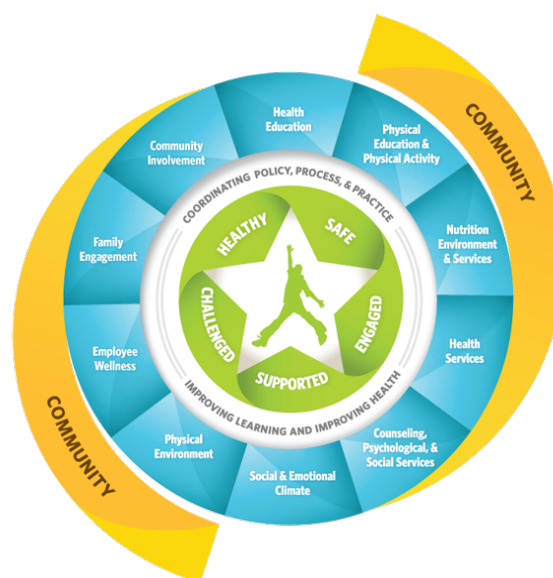 COMMUNITY
Health
Education
Physical
Education &
Physical Activity
Nutrition
Environment
& Services
Health
Services
Counseling,
Psychological, &
Social Services
Social & Emotional
Climate
Physical
Environment
Employee
Wellness
Family
Engagement
Community
Involvement
COORDINATING POLICY, PROCESS, & PRACTICE
IMPROVING LEARNING AND IMPROVING HEALTH
HEALTHY
SAFE
ENGAGED
SUPPORTED
CHALLENGED
COMMUNITY